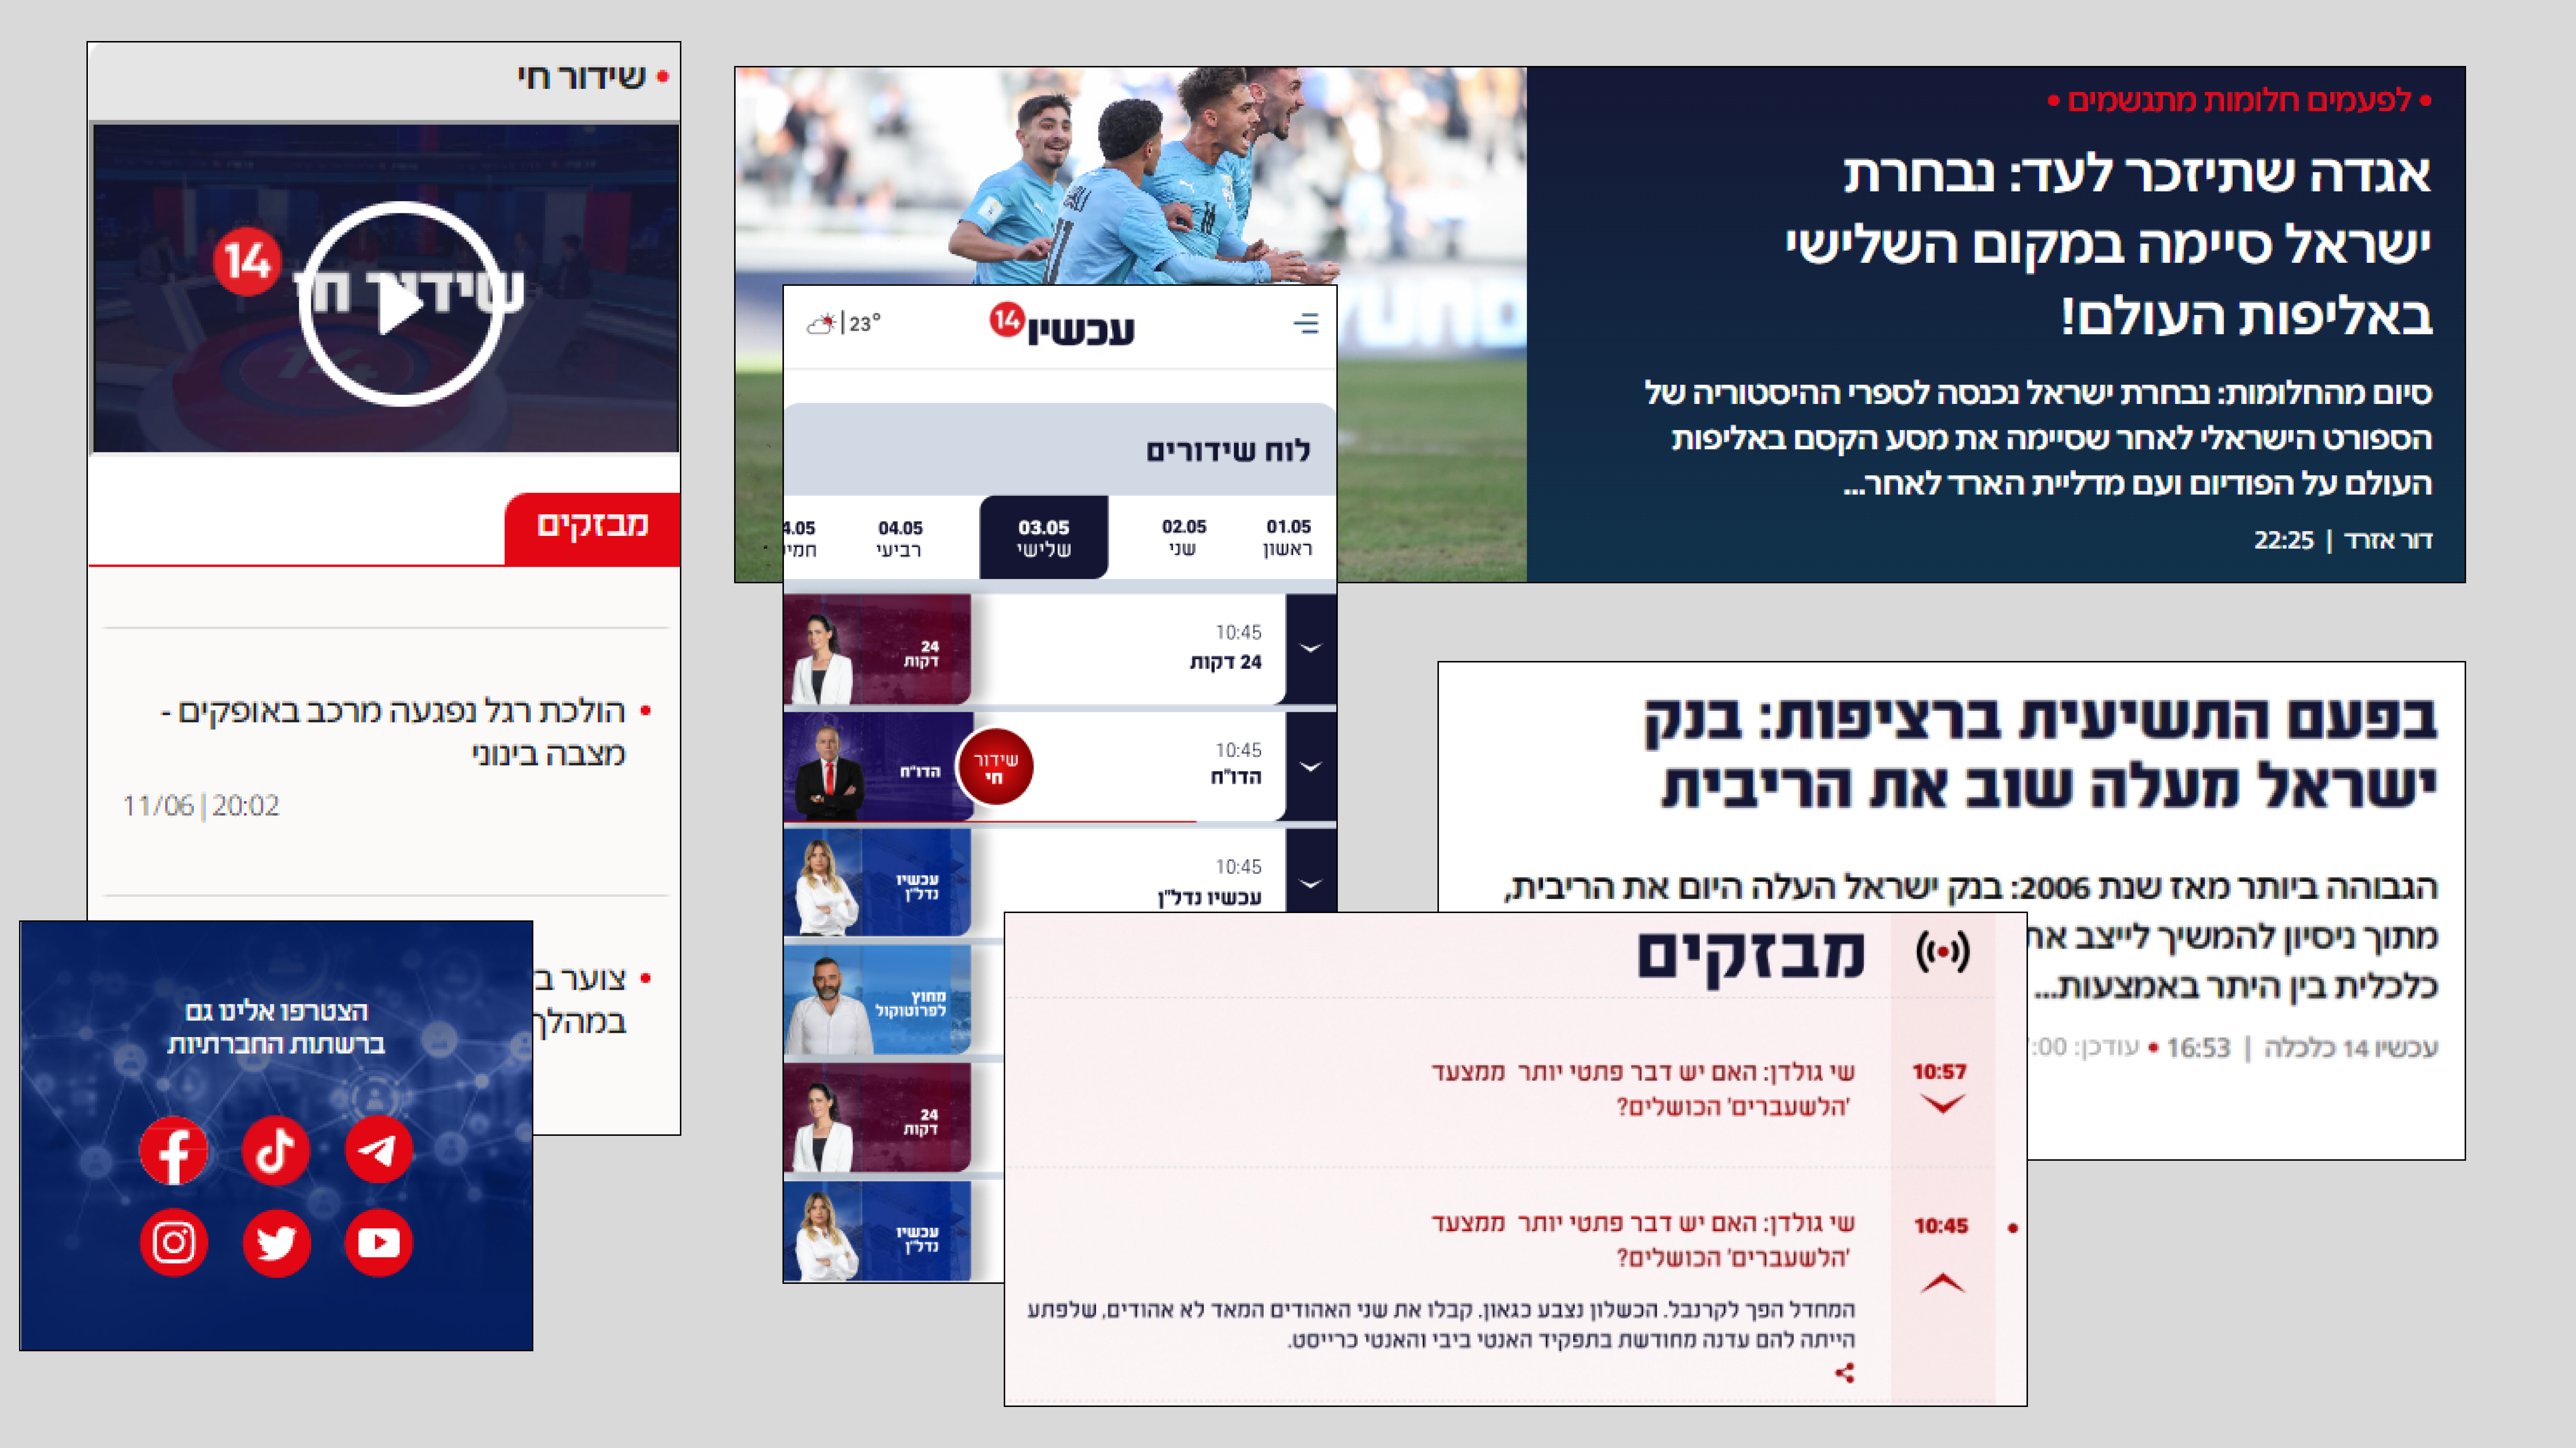 • שידור חי
14
שידור חי
מבזקים
• הולכת רגל נפגעה מרכב באופקים -
מצבה בינוני
11/06 | 20:02
• צוער
במהלך
הצטרפו אלינו גם
ברשתות החברתיות
• לפעמים חלומות מתגשמים •
אגדה שתיזכר לעד: נבחרת
ישראל סיימה במקום השלישי
באליפות העולם!
סיום מהחלומות: נבחרת ישראל נכנסה לספרי ההיסטוריה של
הספורט הישראלי לאחר שסיימה את מסע הקסם באליפות
העולם על הפודיום ועם מדליית הארד לאחר...
דור אזרד | 22:25
11
עכשיו 14
23°
לוח שידורים
01.05
ראשון
02.05
שני
03.05
שלישי
04.05
רביעי
10:45
24 דקות
24
דקות
10:45
הדו"ח
שידור
חי
הדו"ח
10:45
עכשיו נדל"ן
עכשיו
נדל"ן
מחוץ
לפרוטוקול
24
דקות
עכשיו
נדל"ן
בפעם התשיעית ברציפות: בנק
ישראל מעלה שוב את הריבית
הגבוהה ביותר מאז שנת 2006: בנק ישראל העלה היום את הריבית,
מתוך ניסיון להמשיך לייצב את
כלכלית בין היתר באמצעות...
עכשיו 14 כלכלה | 16:53 • עודכן: 00:
מבזקים
10:57
שי גולדן: האם יש דבר פתטי יותר ממצעד
'הלשעברים' הכושלים?
• 10:45
שי גולדן: האם יש דבר פתטי יותר ממצעד
'הלשעברים' הכושלים?
המחדל הפך לקרנבל. הכשלון נצבע כגאון. קבלו את שני האהודים המאד לא אהודים, שלפתע
הייתה להם עדנה מחודשת בתפקיד האנטי ביבי והאנטי כרייסט.